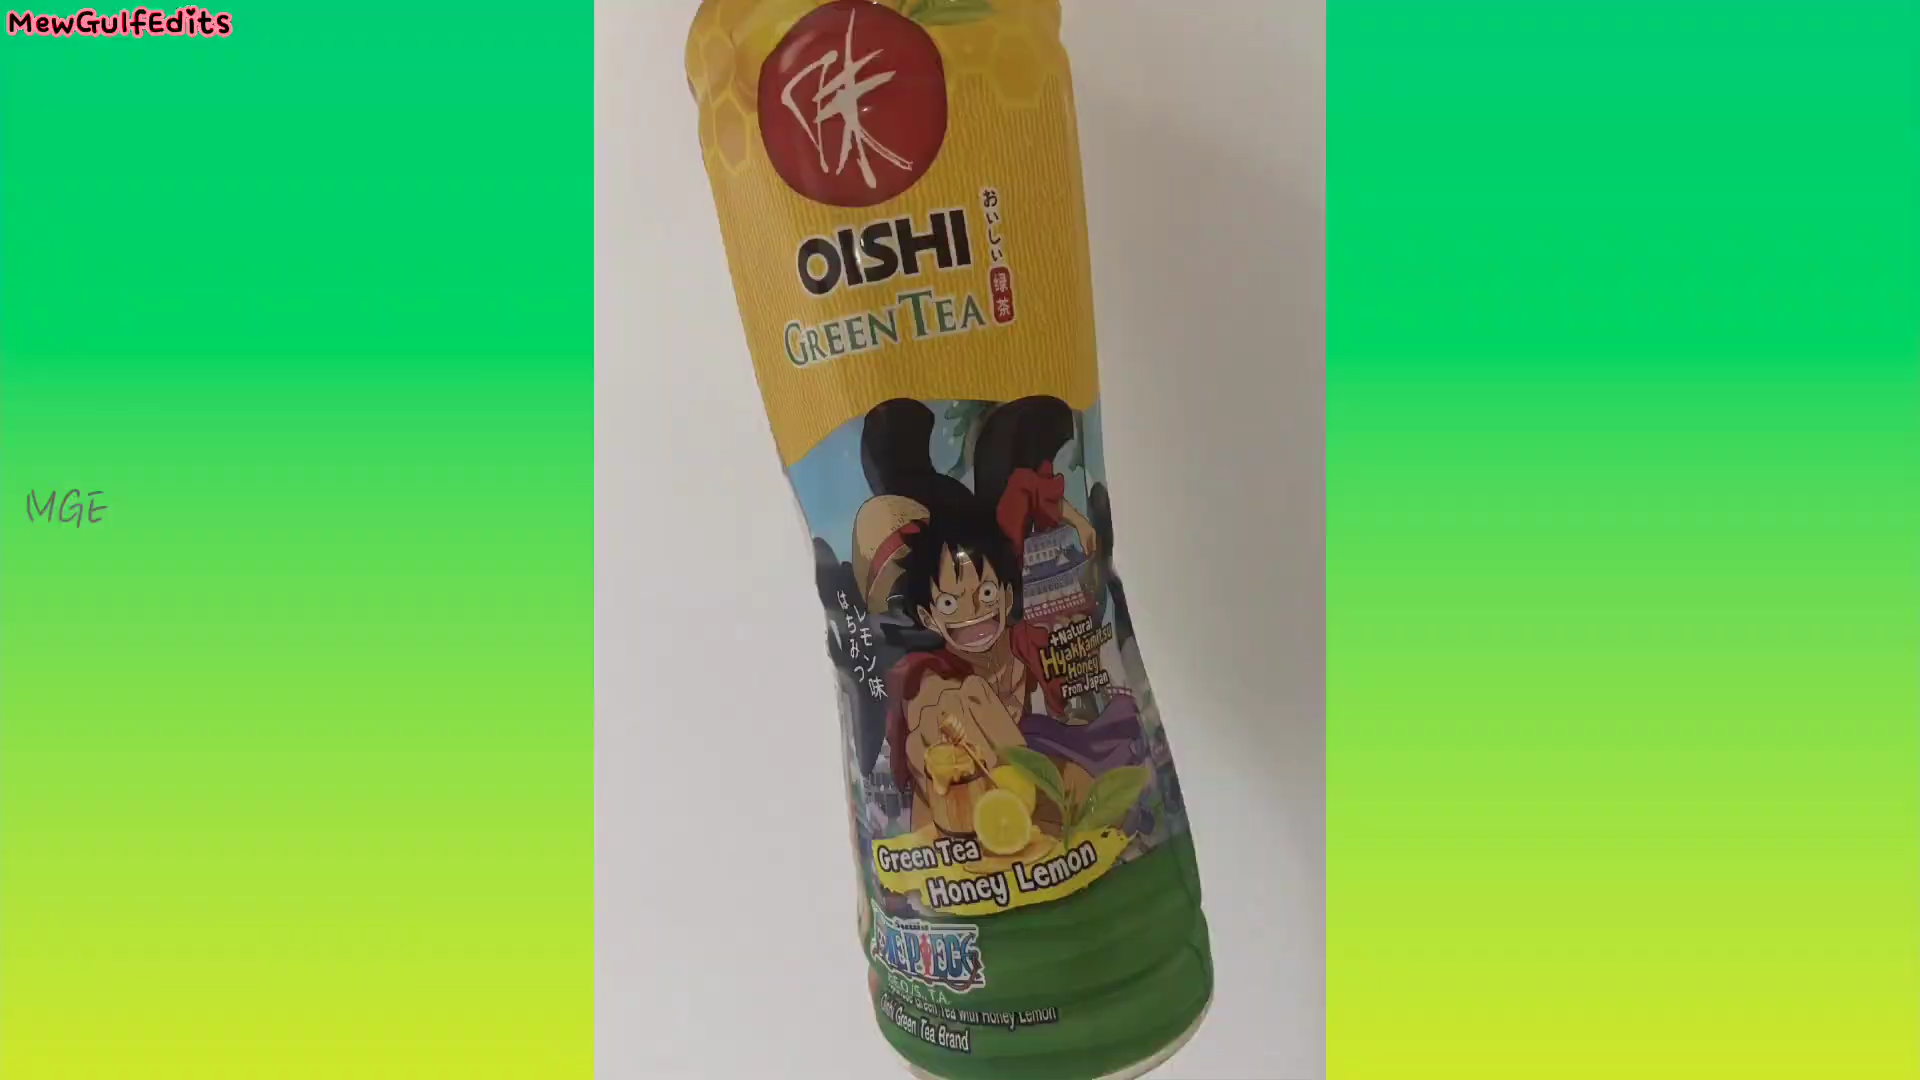 MewGulfEdits
MGE
味
OISHI
おいしい
緑茶
GREEN TEA
はちみつ
レモン味
+Natural
Hyakkamitsu
Honey
From Japan
Green Tea
Honey Lemon
ONE PIECE
©E.O./S., T.A.
Green Tea with Honey Lemon
Oishi Green Tea Brand